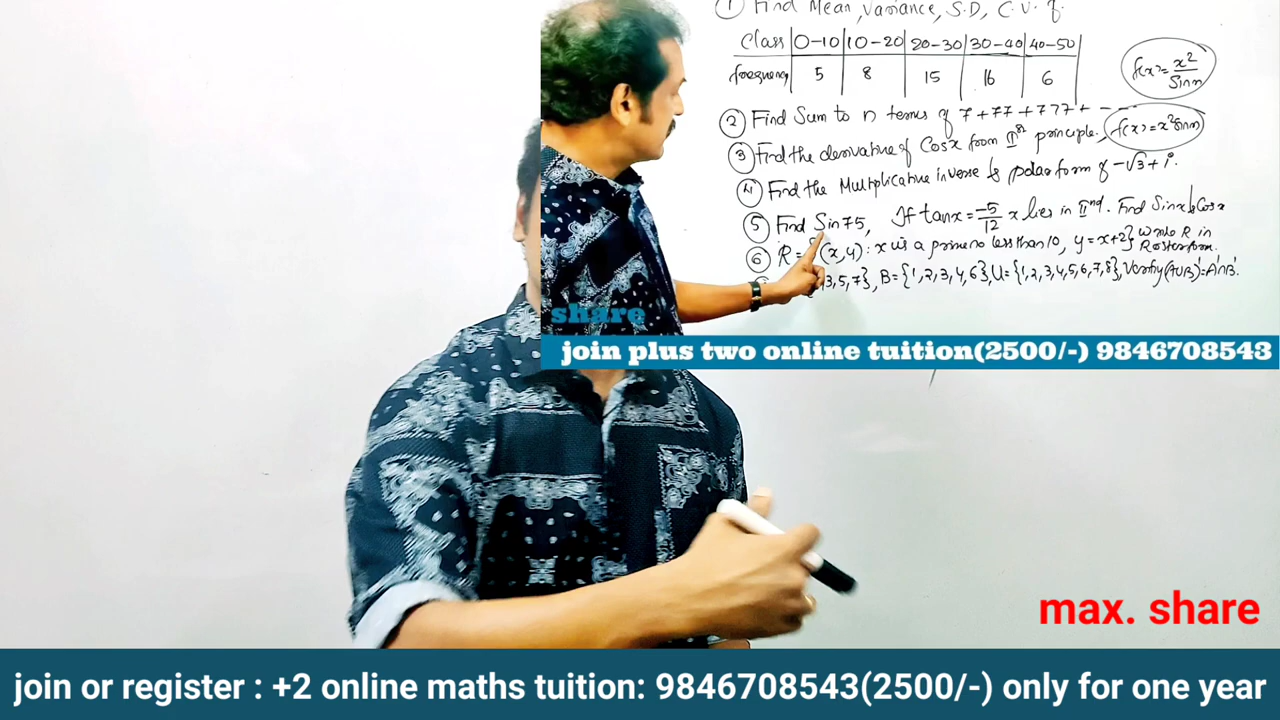 ① Find Mean, Variance, S.D, C.V of
Class 0-10 10-20 20-30 30-40 40-50
frequency 5 8 15 16 6
f(x)= x²/Sinx
② Find Sum to n terms of 7+77+777+ ---
f(x)=x²Sinx
③ Find the derivative of Cosx from Ist principle.
④ Find the Multiplicative inverse & polar form of -√3+i.
⑤ Find Sin75, If tanx = -5/12 x lies in IInd. Find Sinx & Cosx
⑥ R = (x,y): x is a prime no less than 10, y=x+2} Write R in Rosterform.
3,5,7}, B={1,2,3,4,6}, U={1,2,3,4,5,6,7,8}, Verify (AUB)'=A'∩B'.
share
join plus two online tuition(2500/-) 9846708543
max. share
join or register : +2 online maths tuition: 9846708543(2500/-) only for one year